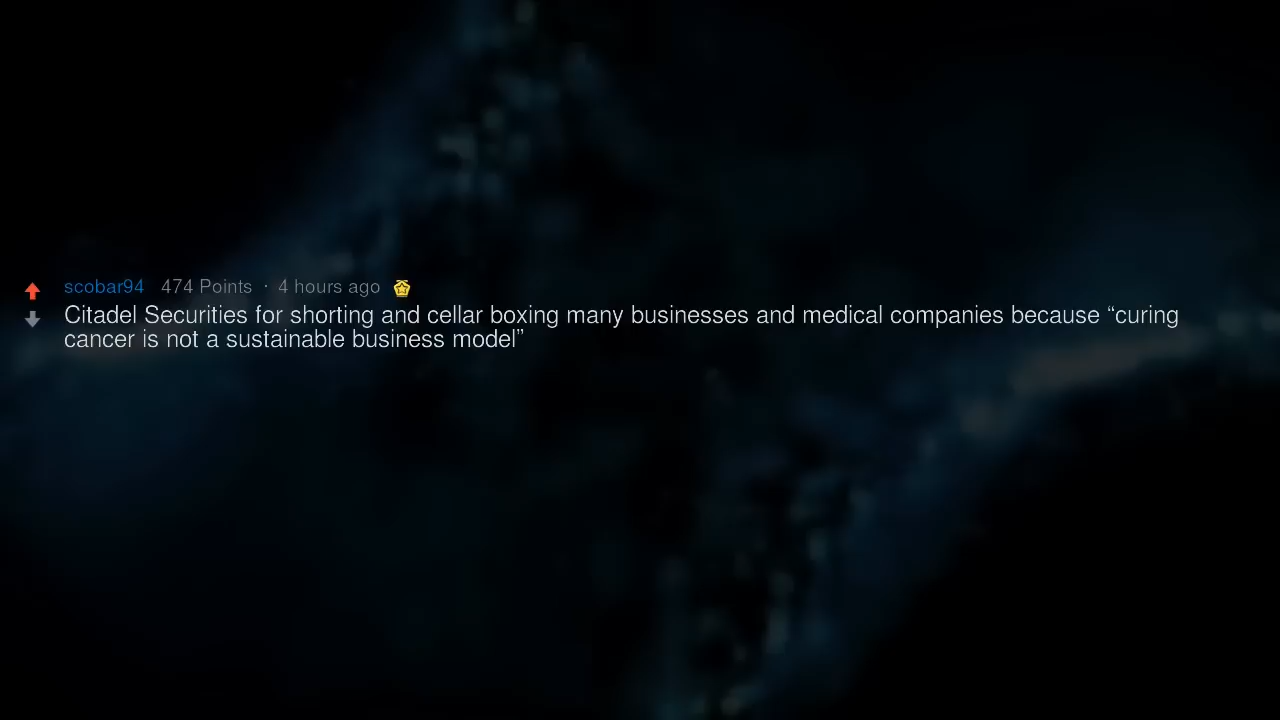 scobar94 474 Points · 4 hours ago
Citadel Securities for shorting and cellar boxing many businesses and medical companies because “curing
cancer is not a sustainable business model”